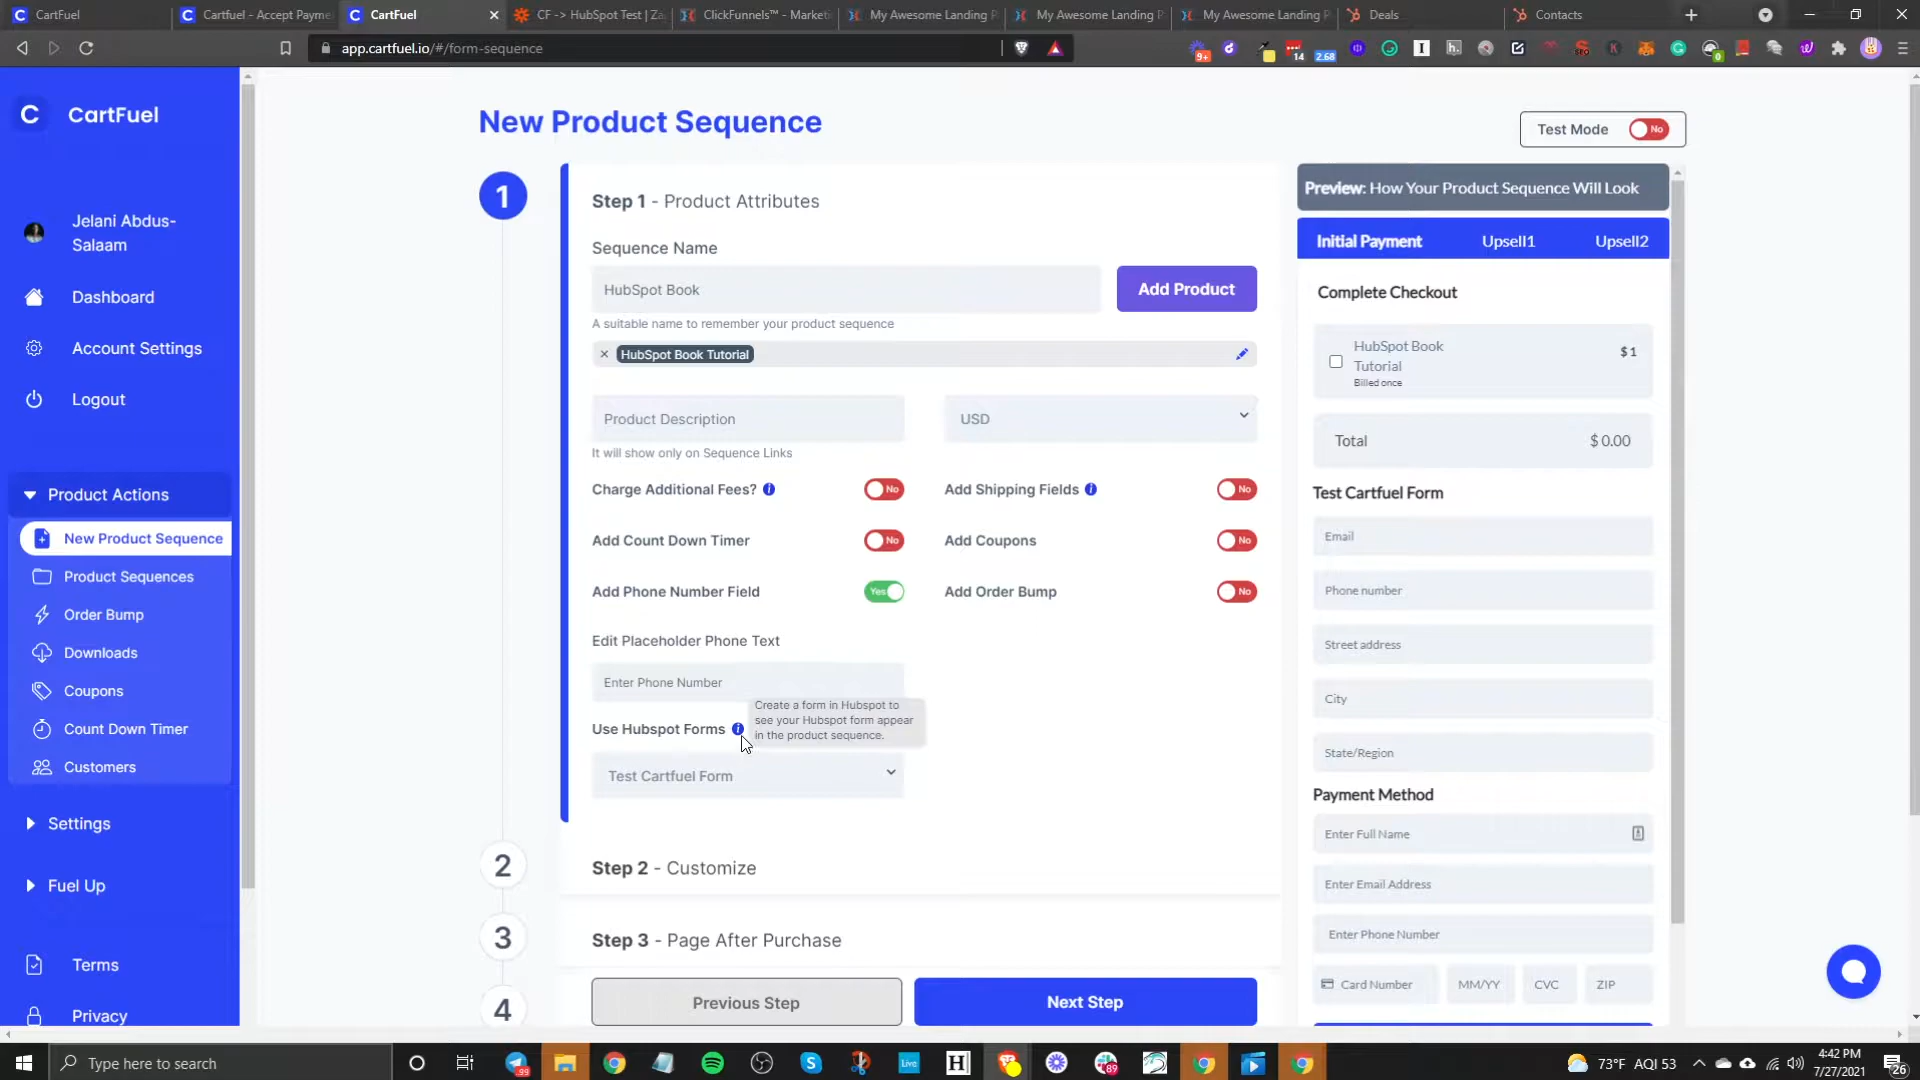 CartFuel
Cartfuel - Accept Payme
CartFuel
CF -> HubSpot Test | Za
ClickFunnels™ - Market
My Awesome Landing P
My Awesome Landing P
My Awesome Landing P
Deals
Contacts
app.cartfuel.io/#/form-sequence
9+
14
2.68
0
CartFuel
Jelani Abdus-
Salaam
Dashboard
Account Settings
Logout
Product Actions
New Product Sequence
Product Sequences
Order Bump
Downloads
Coupons
Count Down Timer
Customers
Settings
Fuel Up
Terms
Privacy
New Product Sequence
Test Mode
No
1
Step 1 - Product Attributes
Sequence Name
HubSpot Book
Add Product
A suitable name to remember your product sequence
× HubSpot Book Tutorial
Product Description
USD
It will show only on Sequence Links
Charge Additional Fees?
No
Add Shipping Fields
No
Add Count Down Timer
No
Add Coupons
No
Add Phone Number Field
Yes
Add Order Bump
No
Edit Placeholder Phone Text
Enter Phone Number
Create a form in Hubspot to
see your Hubspot form appear
in the product sequence.
Use Hubspot Forms
Test Cartfuel Form
2
Step 2 - Customize
3
Step 3 - Page After Purchase
4
Previous Step
Next Step
Preview: How Your Product Sequence Will Look
Initial Payment
Upsell1
Upsell2
Complete Checkout
HubSpot Book
Tutorial
Billed once
$ 1
Total
$ 0.00
Test Cartfuel Form
Email
Phone number
Street address
City
State/Region
Payment Method
Enter Full Name
Enter Email Address
Enter Phone Number
Card Number
MM/YY
CVC
ZIP
Type here to search
99
Live
H
89
73°F AQI 53
4:42 PM
7/27/2021
26